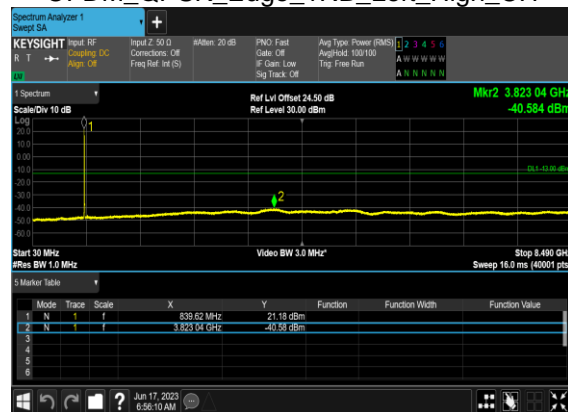 Spectrum Analyzer 1
Swept SA
+
KEYSIGHT Input: RF Input Z: 50 Ω #Atten: 20 dB PNO: Fast Avg Type: Power (RMS) 1 2 3 4 5 6
R T Coupling: DC Corrections: Off Gate: Off Avg|Hold: 100/100 A W W W W W
Align: Off Freq Ref: Int (S) IF Gain: Low Trig: Free Run
LU Sig Track: Off A N N N N N
1 Spectrum Ref Lvl Offset 24.50 dB Mkr2 3.823 04 GHz
Scale/Div 10 dB Ref Level 30.00 dBm -40.584 dBm
Log
20.0
10.0
0.00
-10.0
DL1 -13.00 dBm
-20.0
-30.0
-40.0
-50.0
-60.0
1
2
Start 30 MHz Video BW 3.0 MHz* Stop 8.490 GHz
#Res BW 1.0 MHz Sweep 16.0 ms (40001 pts)
5 Marker Table
Mode Trace Scale X Y Function Function Width Function Value
1 N 1 f 839.62 MHz 21.18 dBm
2 N 1 f 3.823 04 GHz -40.58 dBm
3
4
5
6
? Jun 17, 2023
6:56:10 AM